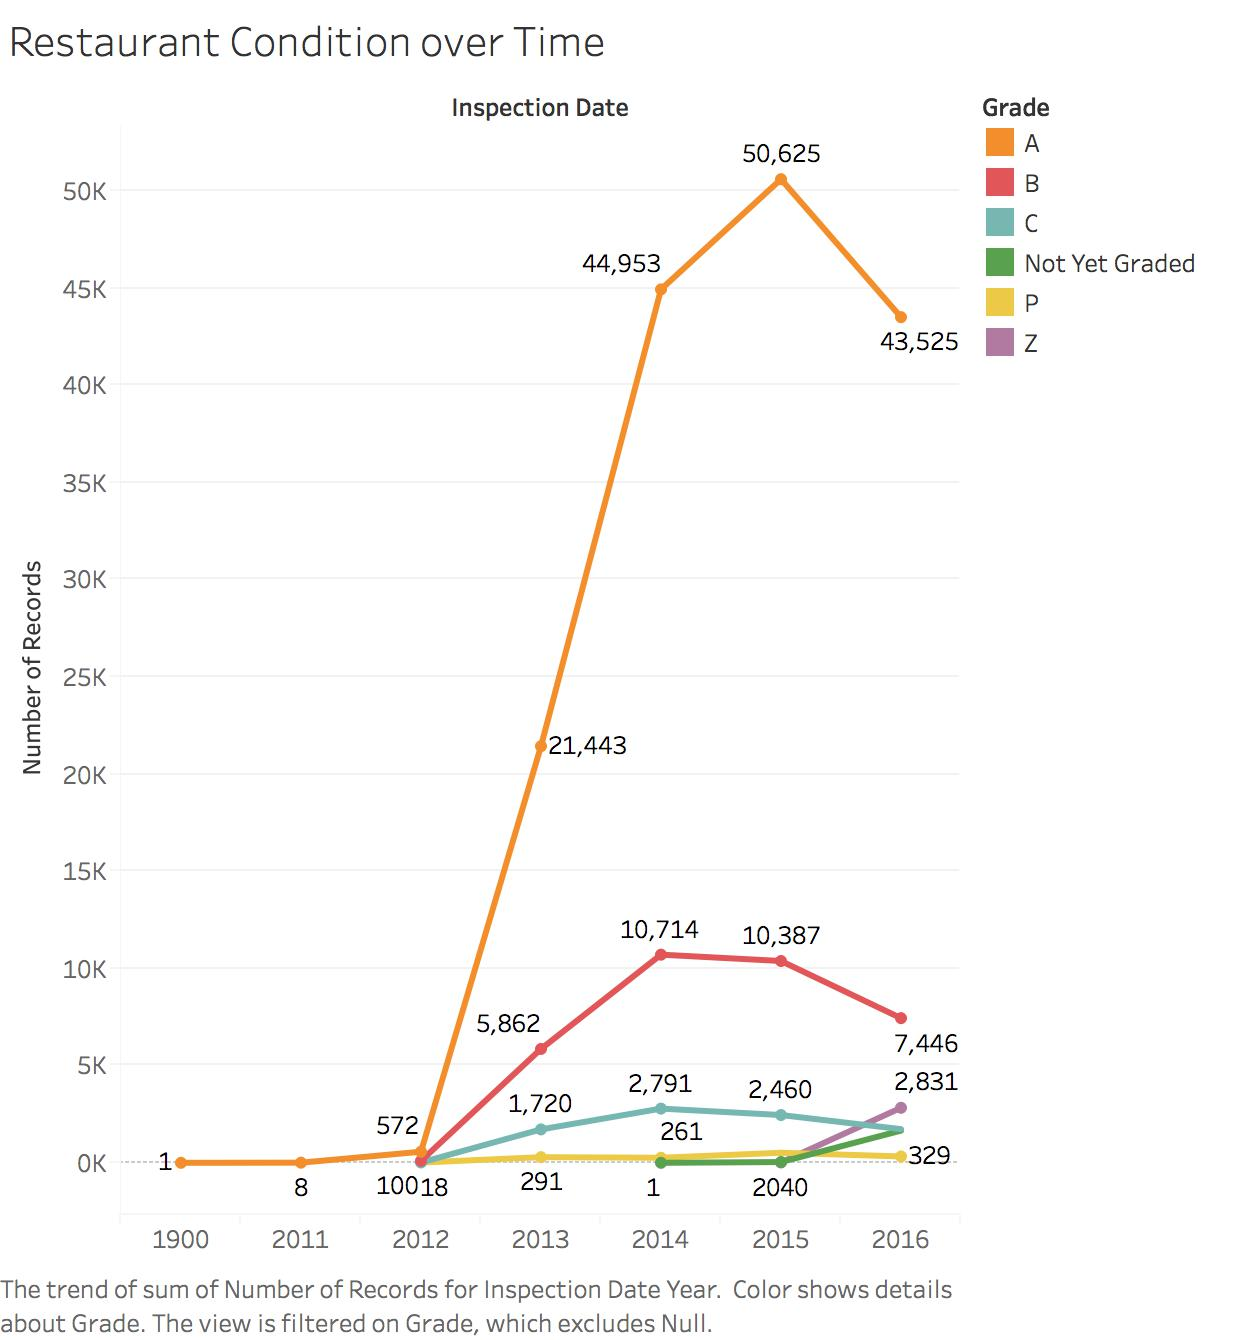 Restaurant Condition over Time
Inspection Date
Grade
A
B
C
Not Yet Graded
P
Z
50,625
50K
44,953
45K
43,525
40K
35K
30K
25K
21,443
20K
15K
10,714
10,387
10K
5,862
7,446
5K
2,831
2,791
2,460
1,720
572
261
329
0K
1
8
10018
291
1
2040
Number of Records
1900 2011 2012 2013 2014 2015 2016
The trend of sum of Number of Records for Inspection Date Year. Color shows details
about Grade. The view is filtered on Grade, which excludes Null.